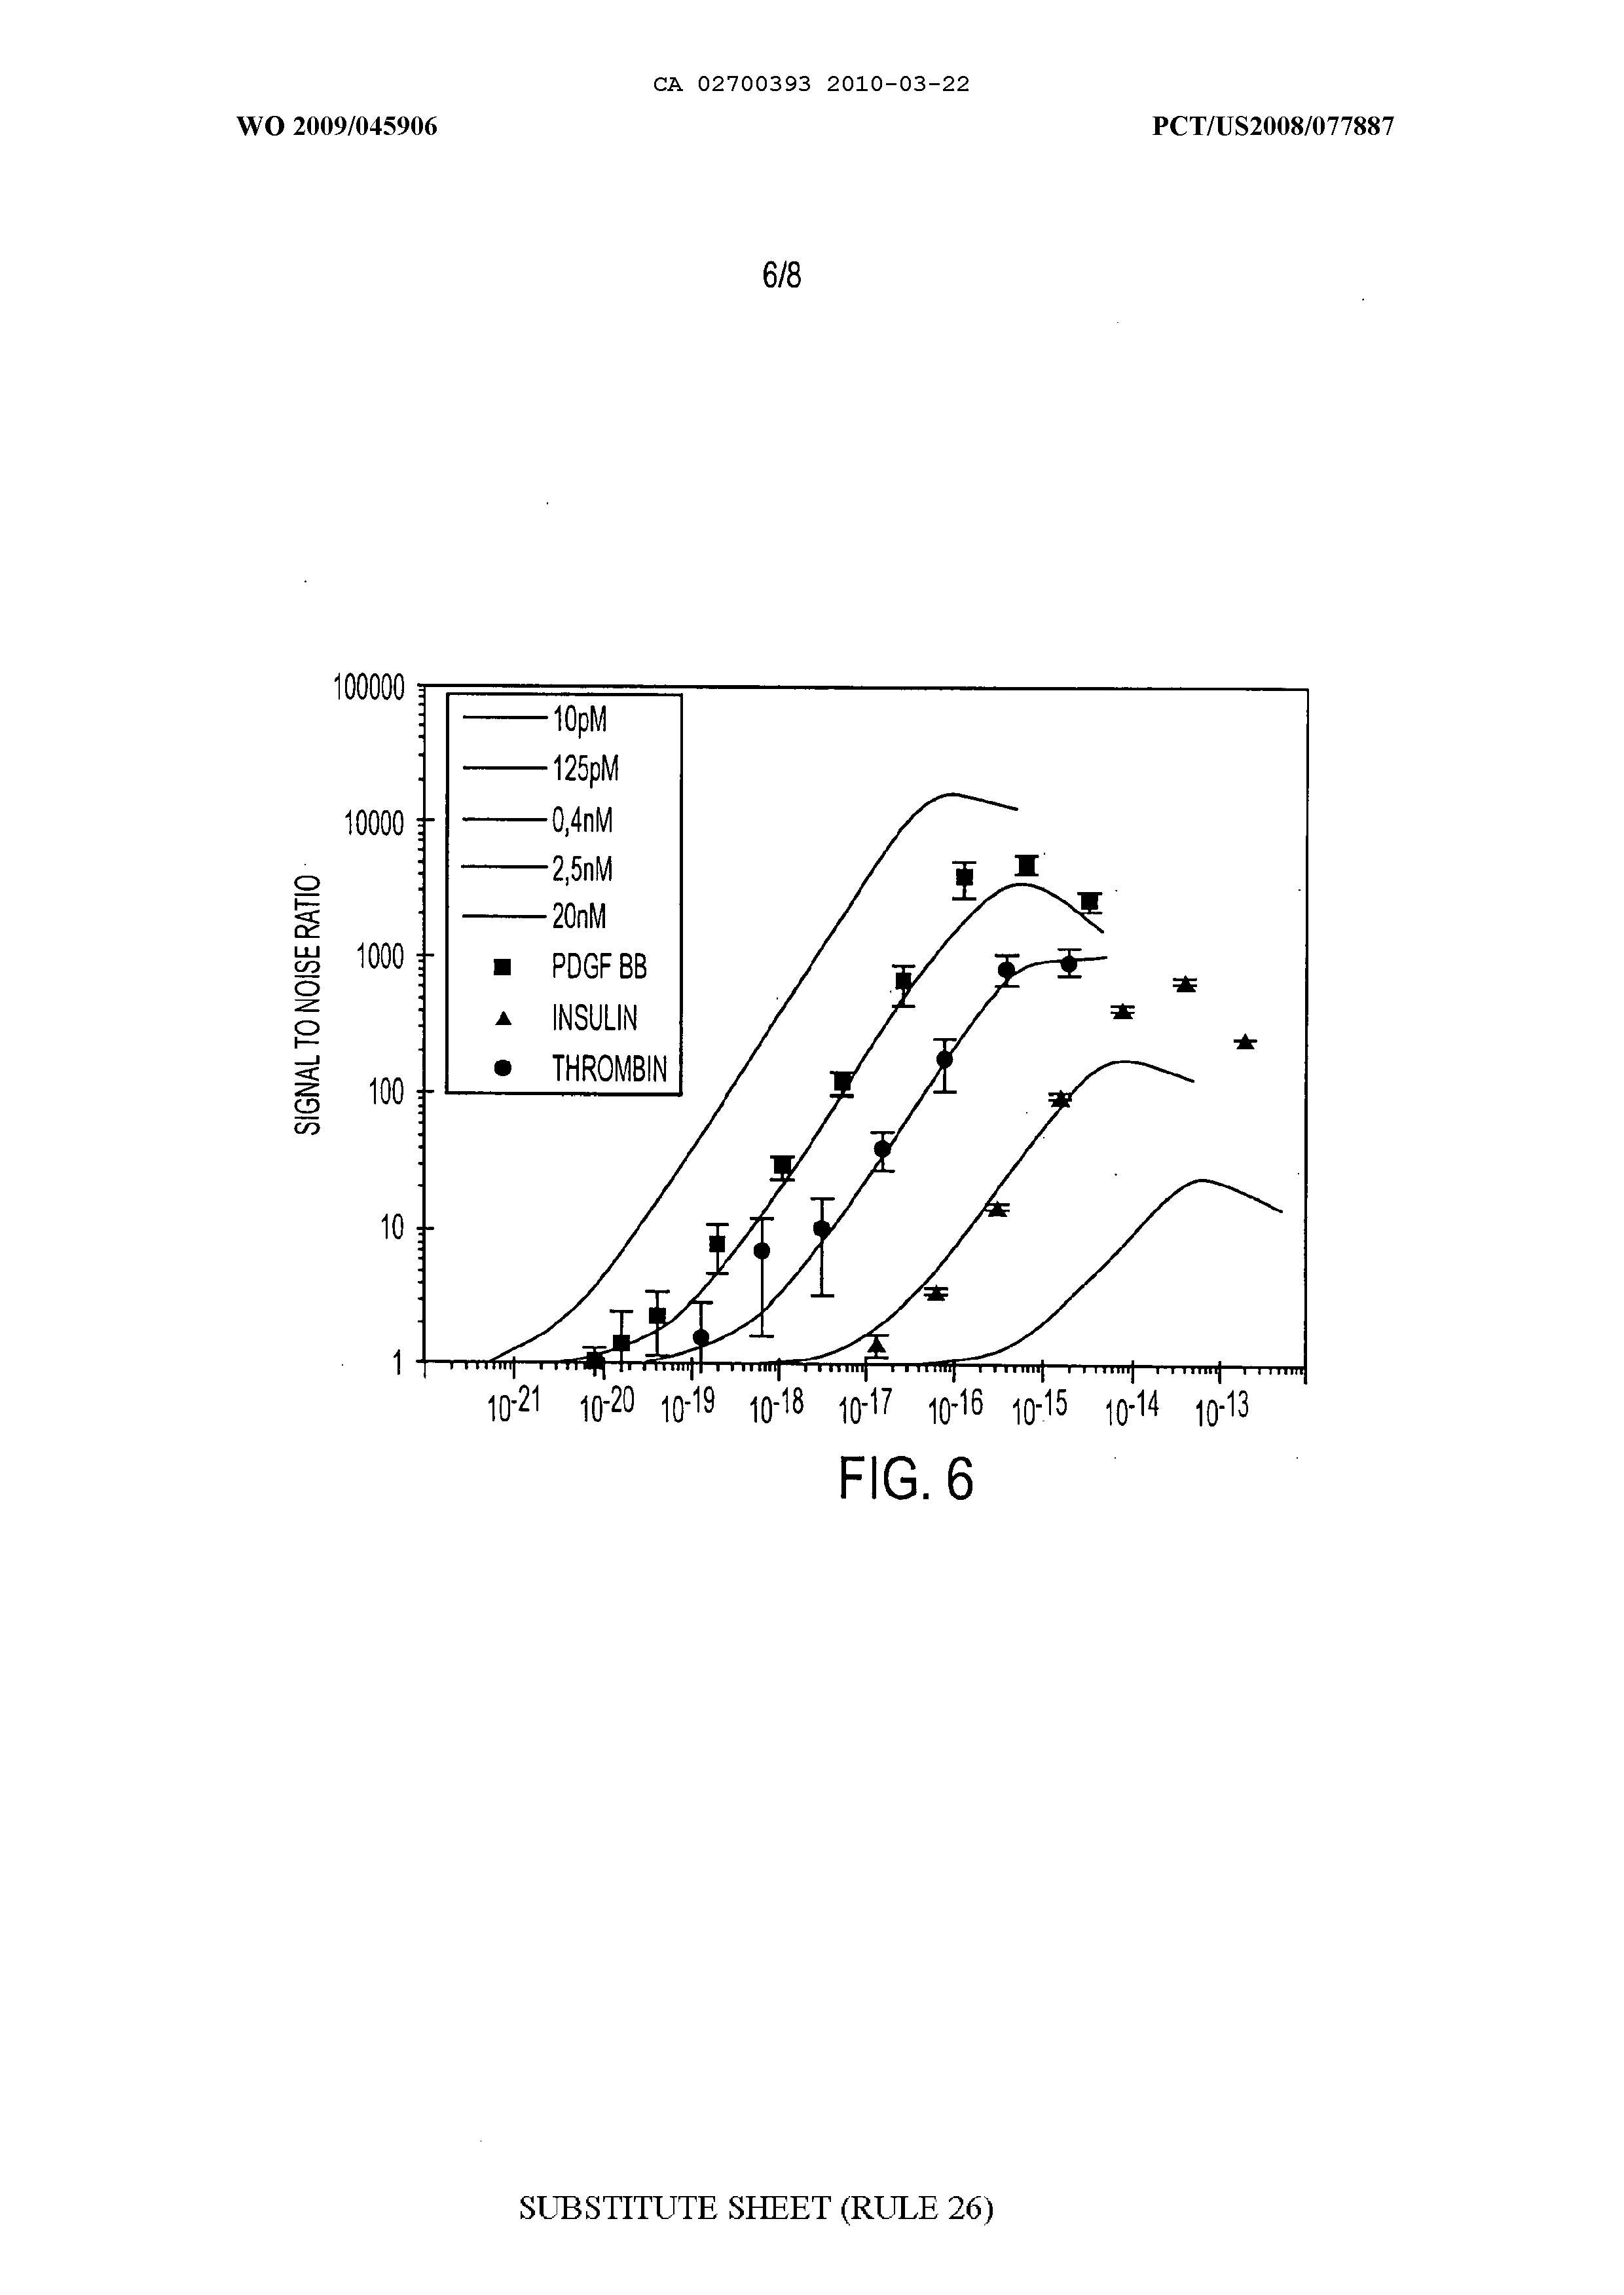 CA 02700393 2010-03-22
WO 2009/045906 PCT/US2008/077887
6/8
SIGNAL TO NOISE RATIO
100000
10000
1000
100
10
1
10pM
125pM
0,4nM
2,5nM
20nM
PDGF BB
INSULIN
THROMBIN
10-21 10-20 10-19 10-18 10-17 10-16 10-15 10-14 10-13
FIG. 6
SUBSTITUTE SHEET (RULE 26)